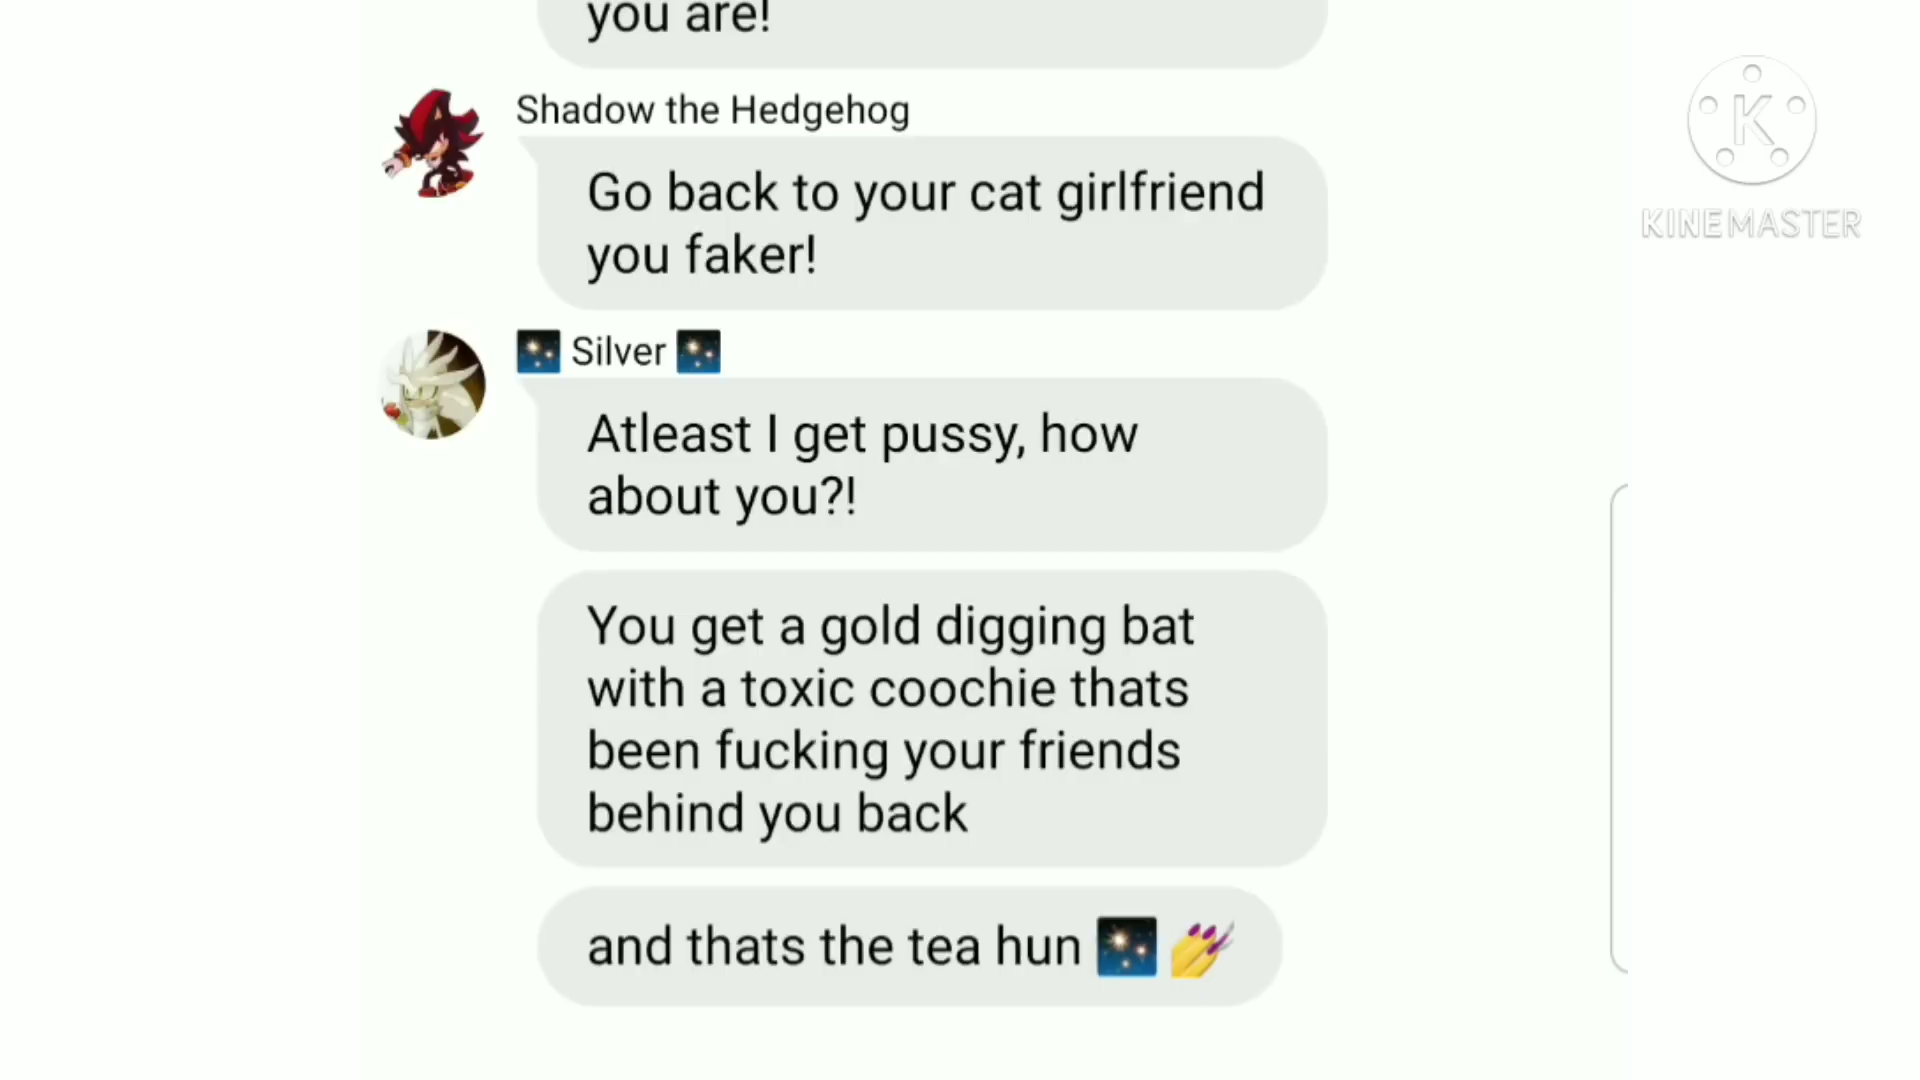 you are!
Shadow the Hedgehog
Go back to your cat girlfriend
you faker!
🎇 Silver 🎇
Atleast I get pussy, how
about you?!
You get a gold digging bat
with a toxic coochie thats
been fucking your friends
behind you back
and thats the tea hun 🎇 💅
K
KINEMASTER